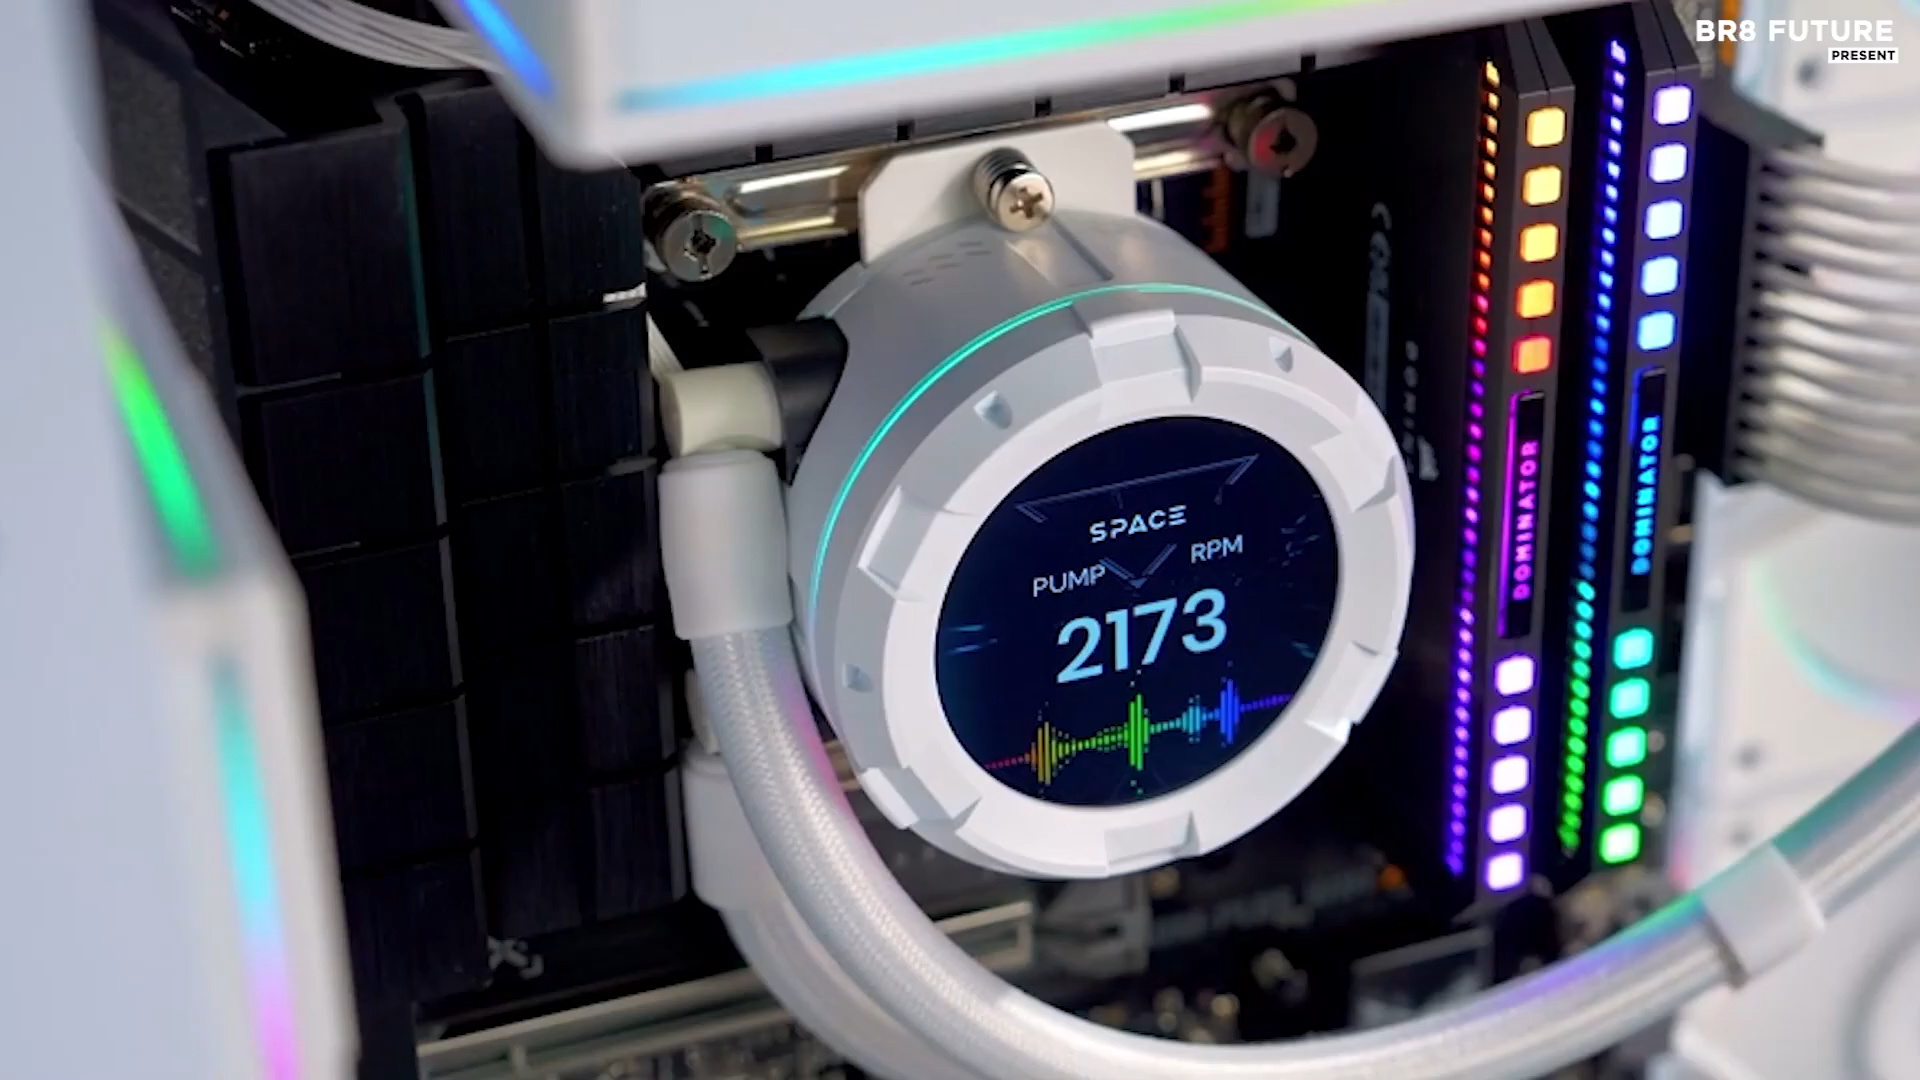 BR8 FUTURE
PRESENT
SPACE
PUMP RPM
2173
DOMINATOR
DOMINATOR